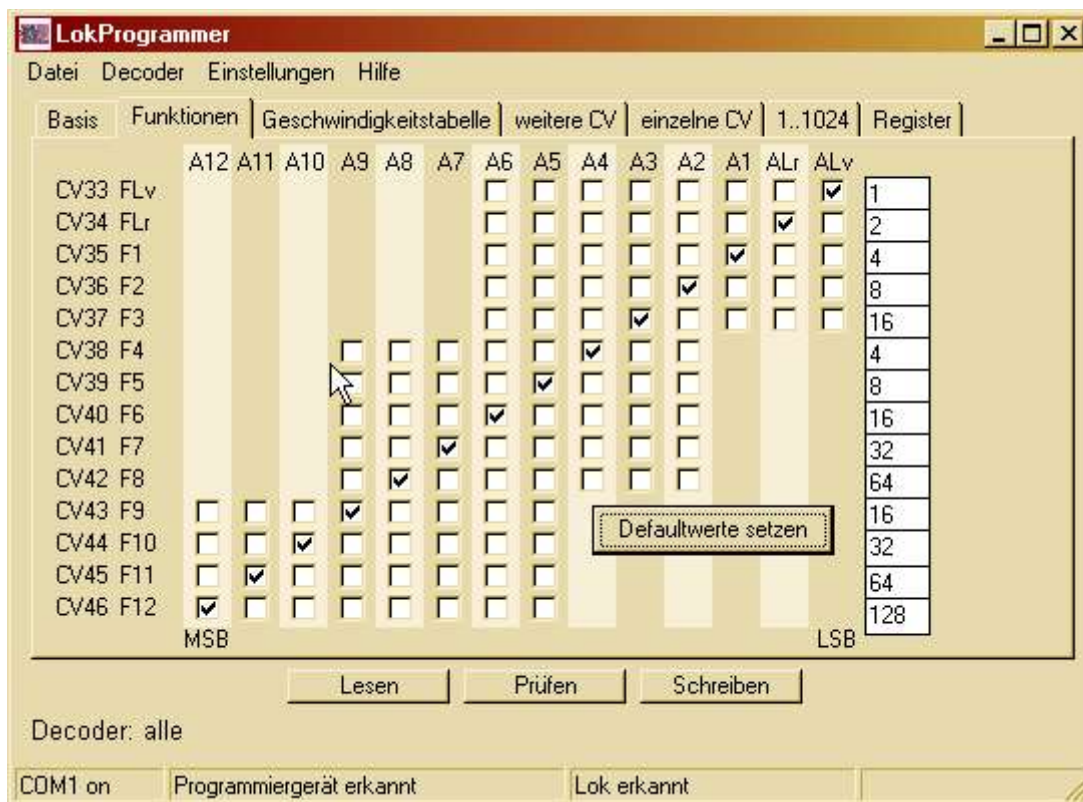 LokProgrammer
Datei Decoder Einstellungen Hilfe
Basis Funktionen Geschwindigkeitstabelle weitere CV einzelne CV 1..1024 Register
A12 A11 A10 A9 A8 A7 A6 A5 A4 A3 A2 A1 ALr ALv
CV33 FLv 1
CV34 FLr 2
CV35 F1 4
CV36 F2 8
CV37 F3 16
CV38 F4 4
CV39 F5 8
CV40 F6 16
CV41 F7 32
CV42 F8 64
CV43 F9 16
Defaultwerte setzen
CV44 F10 32
CV45 F11 64
CV46 F12 128
MSB LSB
Lesen Prüfen Schreiben
Decoder: alle
COM1 on Programmiergerät erkannt Lok erkannt